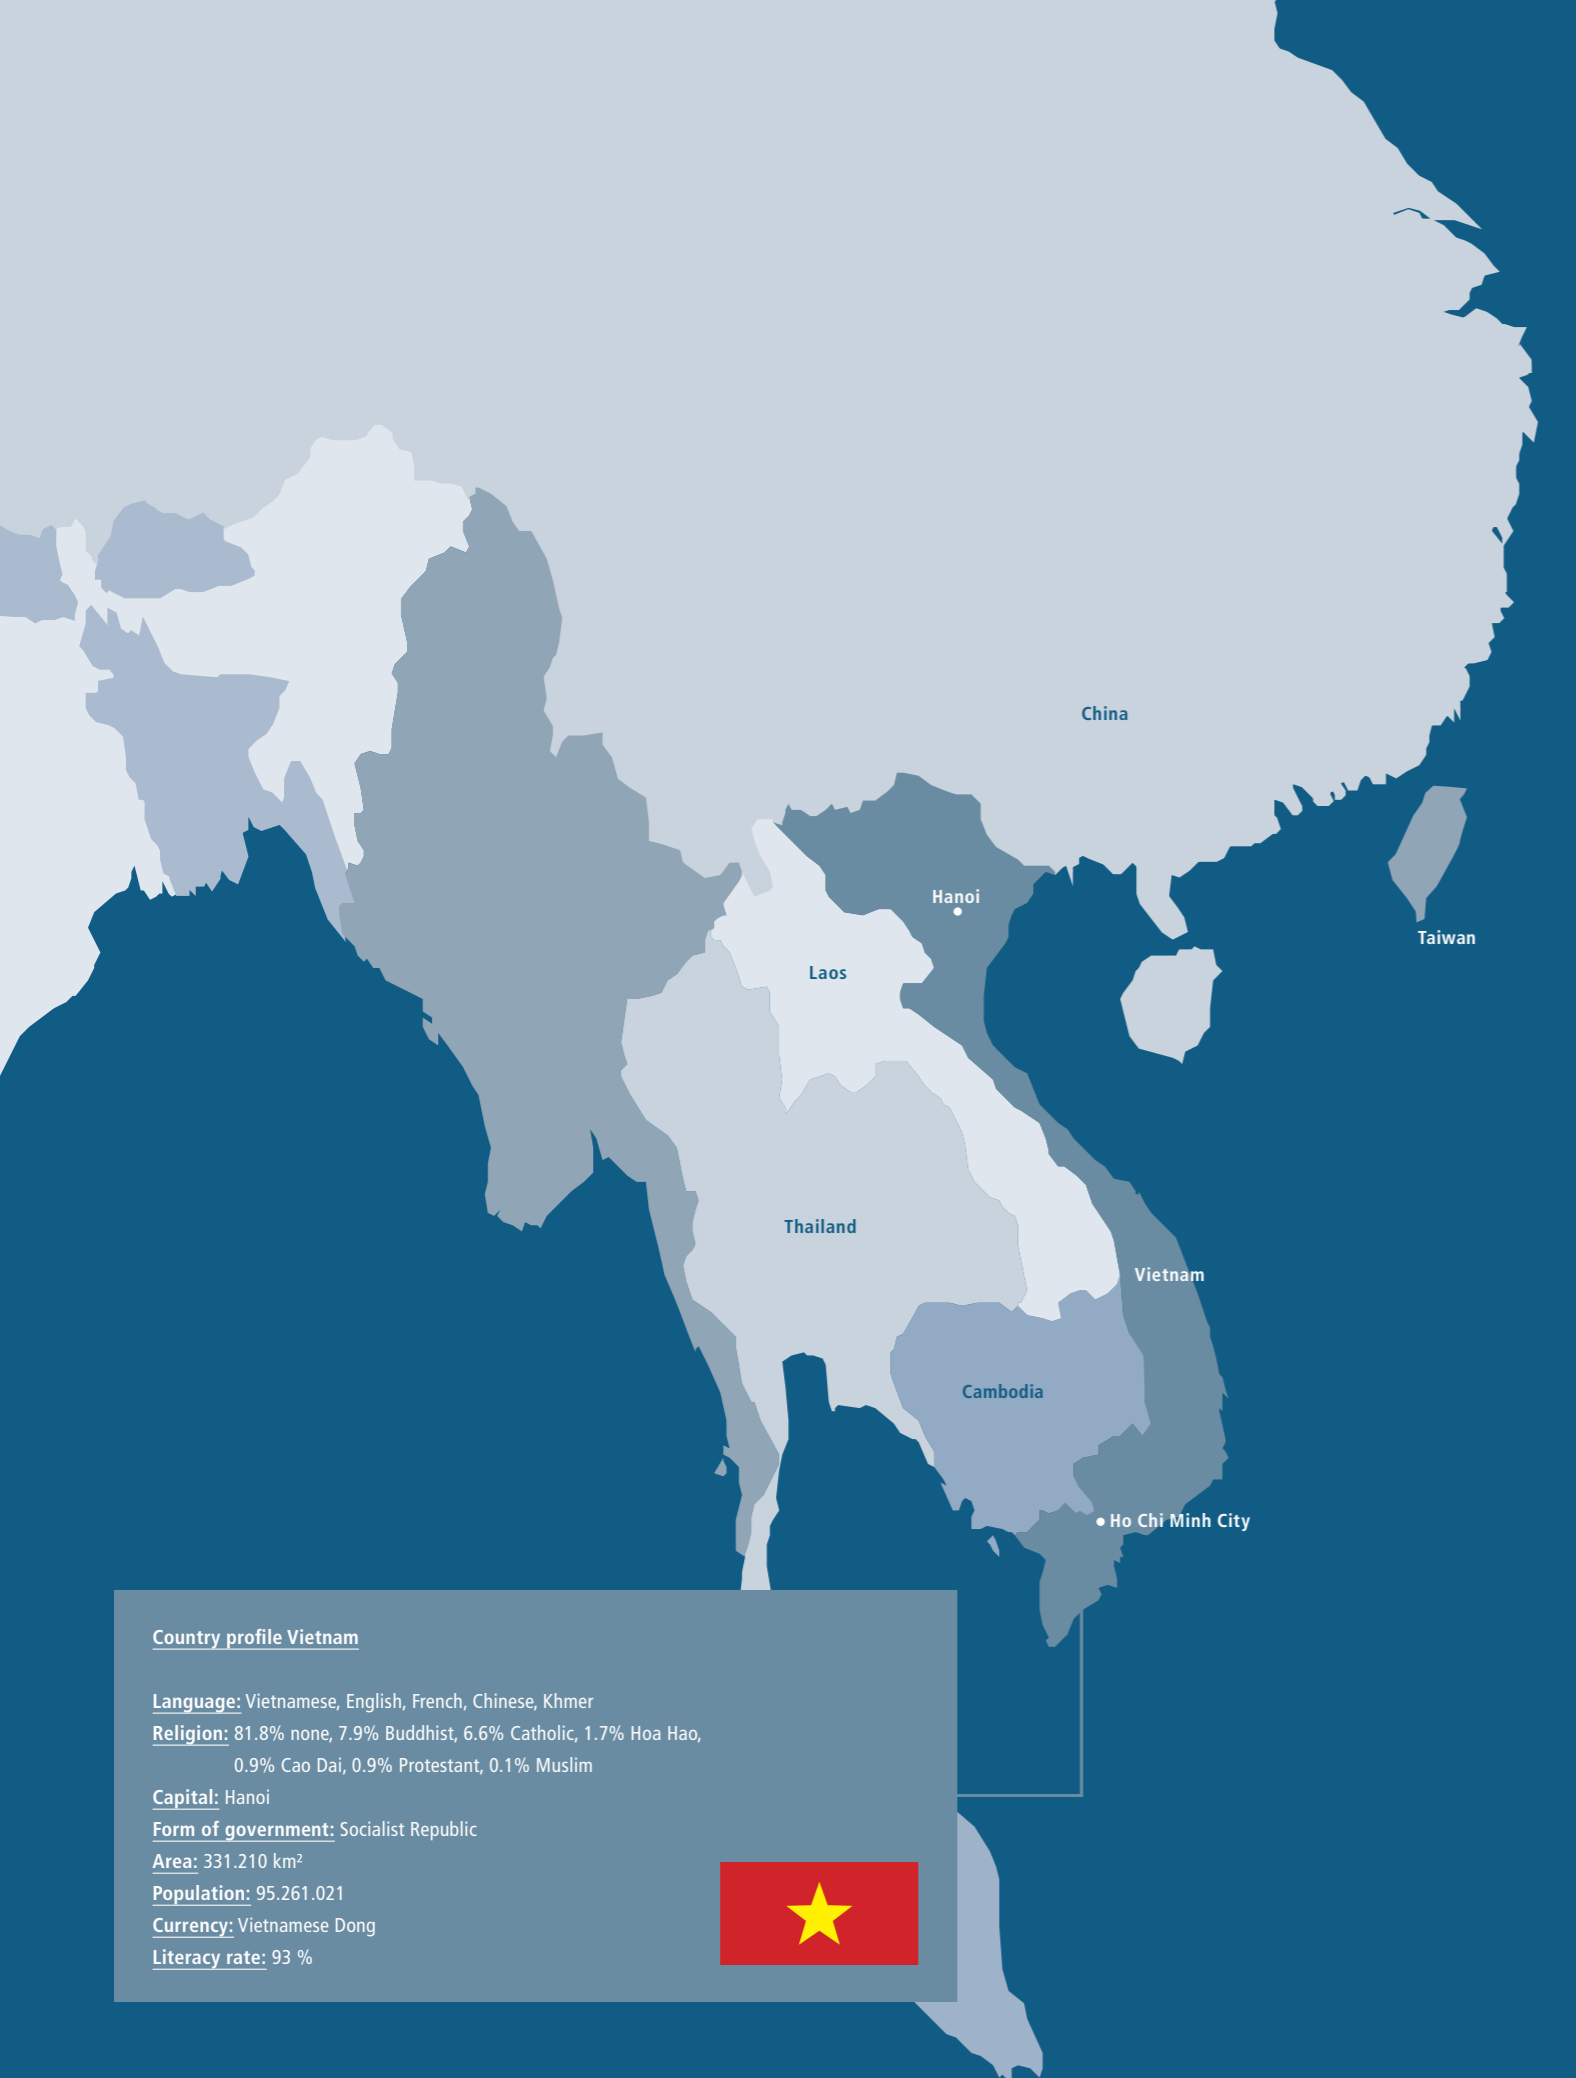 China
Hanoi
Taiwan
Laos
Thailand
Vietnam
Cambodia
Ho Chi Minh City
Country profile Vietnam
Language: Vietnamese, English, French, Chinese, Khmer
Religion: 81.8% none, 7.9% Buddhist, 6.6% Catholic, 1.7% Hoa Hao,
0.9% Cao Dai, 0.9% Protestant, 0.1% Muslim
Capital: Hanoi
Form of government: Socialist Republic
Area: 331.210 km²
Population: 95.261.021
Currency: Vietnamese Dong
Literacy rate: 93 %